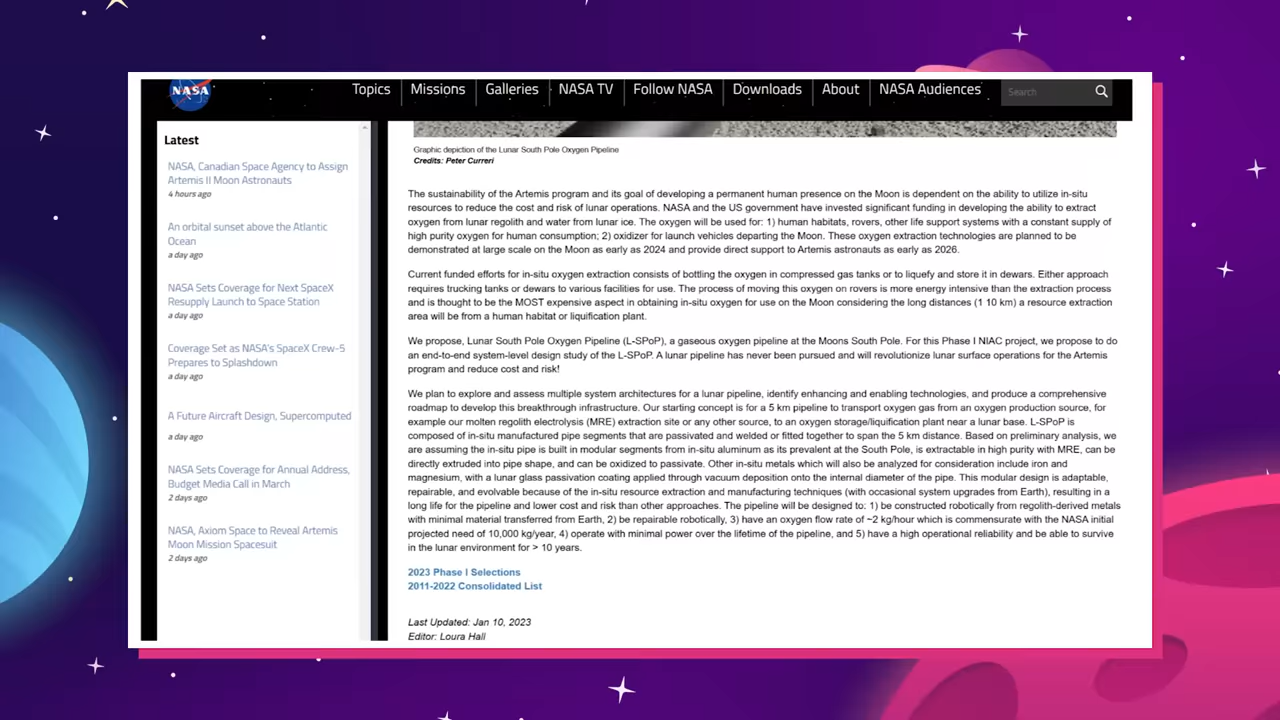 NASA
Topics
Missions
Galleries
NASA TV
Follow NASA
Downloads
About
NASA Audiences
Search
Latest
NASA, Canadian Space Agency to Assign
Artemis II Moon Astronauts
4 hours ago
An orbital sunset above the Atlantic
Ocean
a day ago
NASA Sets Coverage for Next SpaceX
Resupply Launch to Space Station
a day ago
Coverage Set as NASA's SpaceX Crew-5
Prepares to Splashdown
a day ago
A Future Aircraft Design, Supercomputed
a day ago
NASA Sets Coverage for Annual Address,
Budget Media Call in March
2 days ago
NASA, Axiom Space to Reveal Artemis
Moon Mission Spacesuit
2 days ago
Graphic depiction of the Lunar South Pole Oxygen Pipeline
Credits: Peter Curreri
The sustainability of the Artemis program and its goal of developing a permanent human presence on the Moon is dependent on the ability to utilize in-situ
resources to reduce the cost and risk of lunar operations. NASA and the US government have invested significant funding in developing the ability to extract
oxygen from lunar regolith and water from lunar ice. The oxygen will be used for: 1) human habitats, rovers, other life support systems with a constant supply of
high purity oxygen for human consumption; 2) oxidizer for launch vehicles departing the Moon. These oxygen extraction technologies are planned to be
demonstrated at large scale on the Moon as early as 2024 and provide direct support to Artemis astronauts as early as 2026.
Current funded efforts for in-situ oxygen extraction consists of bottling the oxygen in compressed gas tanks or to liquefy and store it in dewars. Either approach
requires trucking tanks or dewars to various facilities for use. The process of moving this oxygen on rovers is more energy intensive than the extraction process
and is thought to be the MOST expensive aspect in obtaining in-situ oxygen for use on the Moon considering the long distances (1 10 km) a resource extraction
area will be from a human habitat or liquification plant.
We propose, Lunar South Pole Oxygen Pipeline (L-SPoP), a gaseous oxygen pipeline at the Moons South Pole. For this Phase I NIAC project, we propose to do
an end-to-end system-level design study of the L-SPoP. A lunar pipeline has never been pursued and will revolutionize lunar surface operations for the Artemis
program and reduce cost and risk!
We plan to explore and assess multiple system architectures for a lunar pipeline, identify enhancing and enabling technologies, and produce a comprehensive
roadmap to develop this breakthrough infrastructure. Our starting concept is for a 5 km pipeline to transport oxygen gas from an oxygen production source, for
example our molten regolith electrolysis (MRE) extraction site or any other source, to an oxygen storage/liquification plant near a lunar base. L-SPoP is
composed of in-situ manufactured pipe segments that are passivated and welded or fitted together to span the 5 km distance. Based on preliminary analysis, we
are assuming the in-situ pipe is built in modular segments from in-situ aluminum as its prevalent at the South Pole, is extractable in high purity with MRE, can be
directly extruded into pipe shape, and can be oxidized to passivate. Other in-situ metals which will also be analyzed for consideration include iron and
magnesium, with a lunar glass passivation coating applied through vacuum deposition onto the internal diameter of the pipe. This modular design is adaptable,
repairable, and evolvable because of the in-situ resource extraction and manufacturing techniques (with occasional system upgrades from Earth), resulting in a
long life for the pipeline and lower cost and risk than other approaches. The pipeline will be designed to: 1) be constructed robotically from regolith-derived metals
with minimal material transferred from Earth, 2) be repairable robotically, 3) have an oxygen flow rate of ~2 kg/hour which is commensurate with the NASA initial
projected need of 10,000 kg/year, 4) operate with minimal power over the lifetime of the pipeline, and 5) have a high operational reliability and be able to survive
in the lunar environment for > 10 years.
2023 Phase I Selections
2011-2022 Consolidated List
Last Updated: Jan 10, 2023
Editor: Loura Hall